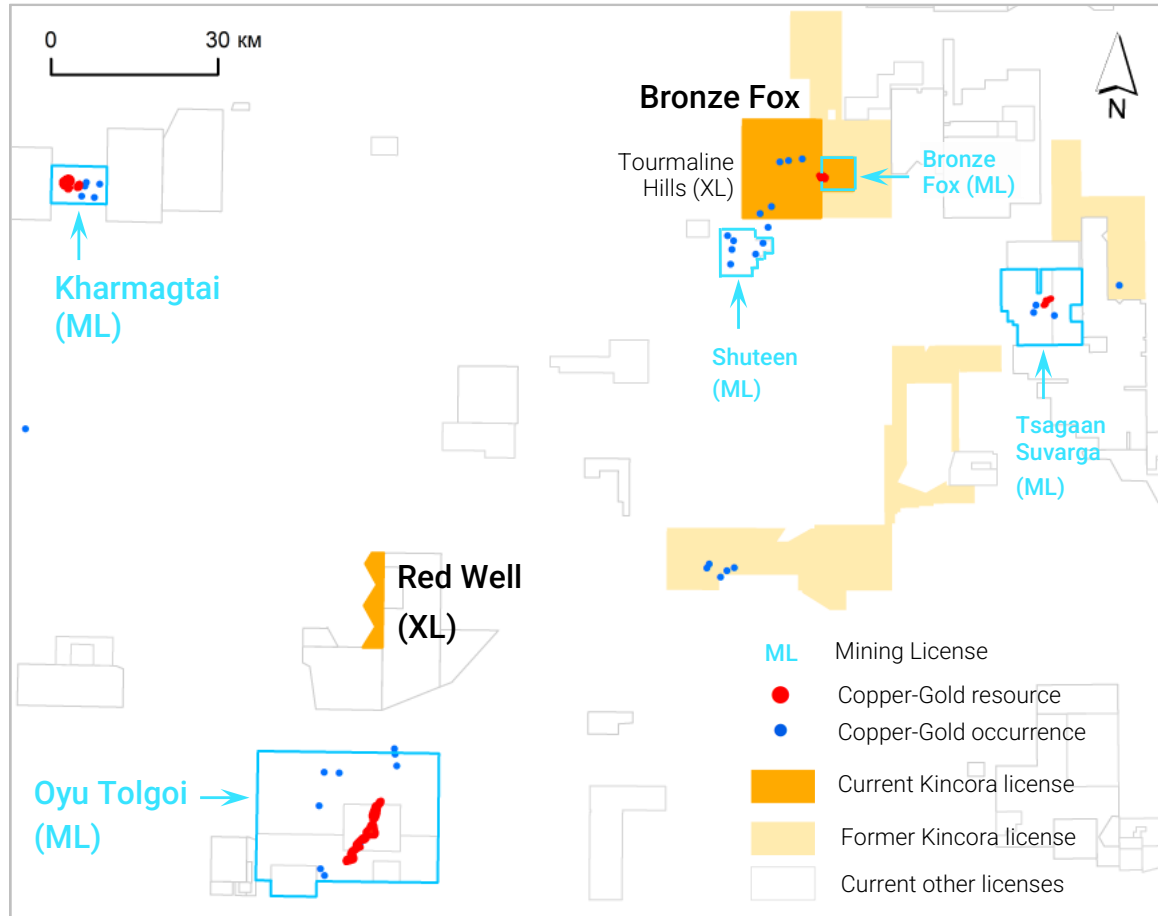 0 30 км
N
Bronze Fox
Tourmaline
Hills (XL)
Bronze
Fox (ML)
Kharmagtai
(ML)
Shuteen
(ML)
Tsagaan
Suvarga
(ML)
Red Well
(XL)
Oyu Tolgoi
(ML)
ML Mining License
Copper-Gold resource
Copper-Gold occurrence
Current Kincora license
Former Kincora license
Current other licenses